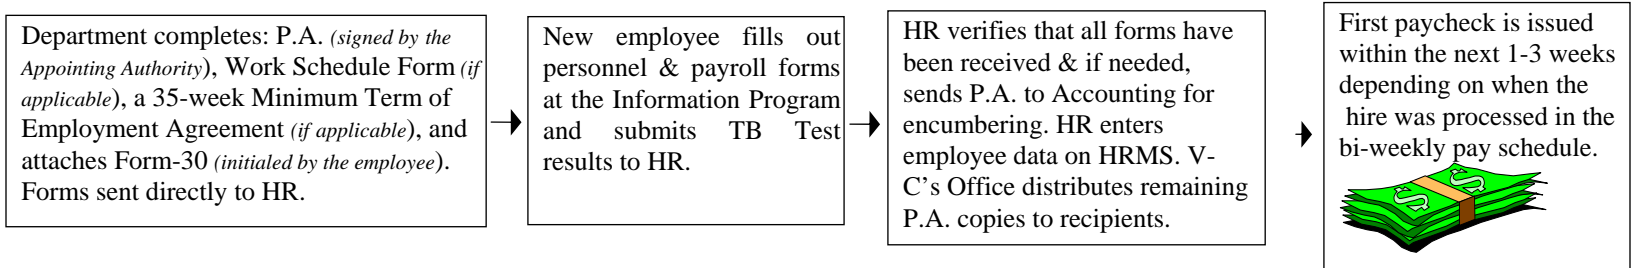 Department completes: P.A. (signed by the
Appointing Authority), Work Schedule Form (if
applicable), a 35-week Minimum Term of
Employment Agreement (if applicable), and
attaches Form-30 (initialed by the employee).
Forms sent directly to HR.
New employee fills out
personnel & payroll forms
at the Information Program
and submits TB Test
results to HR.
HR verifies that all forms have
been received & if needed,
sends P.A. to Accounting for
encumbering. HR enters
employee data on HRMS. V-
C's Office distributes remaining
P.A. copies to recipients.
First paycheck is issued
within the next 1-3 weeks
depending on when the
hire was processed in the
bi-weekly pay schedule.
$ $